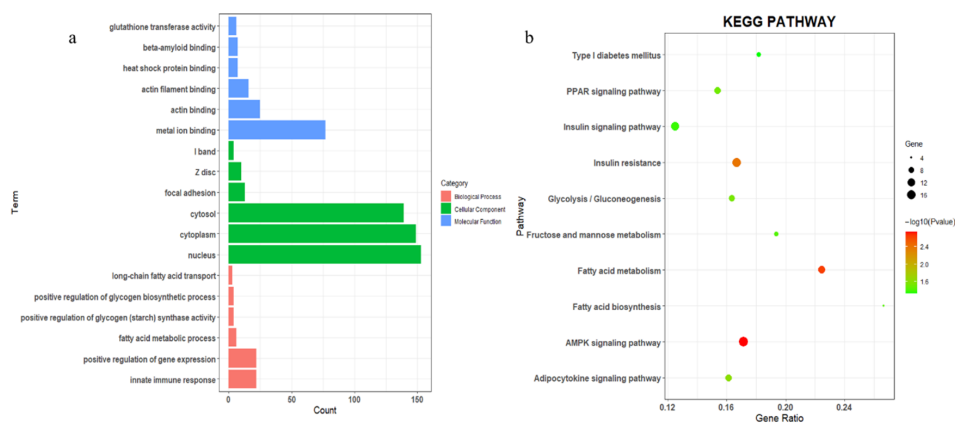 a
glutathione transferase activity
beta-amyloid binding
heat shock protein binding
actin filament binding
actin binding
metal ion binding
I band
Z disc
focal adhesion
cytosol
cytoplasm
nucleus
long-chain fatty acid transport
positive regulation of glycogen biosynthetic process
positive regulation of glycogen (starch) synthase activity
fatty acid metabolic process
positive regulation of gene expression
innate immune response
Term
0 50 100 150
Count
Category
Biological Process
Cellular Component
Molecular Function
b
KEGG PATHWAY
Type I diabetes mellitus
PPAR signaling pathway
Insulin signaling pathway
Insulin resistance
Glycolysis / Gluconeogenesis
Fructose and mannose metabolism
Fatty acid metabolism
Fatty acid biosynthesis
AMPK signaling pathway
Adipocytokine signaling pathway
Pathway
0.12 0.16 0.20 0.24
Gene Ratio
Gene
4
8
12
16
−log10(Pvalue)
2.4
2.0
1.6